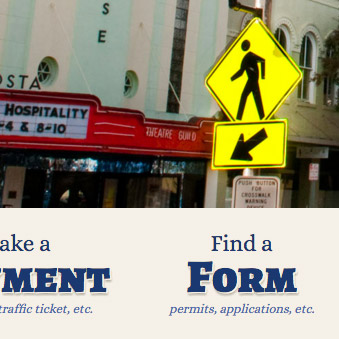 S
E
OSTA
HOSPITALITY
4 & 8-10
THEATRE GUILD
PUSH BUTTON
FOR
CROSSWALK
WARNING
ake a
MENT
traffic ticket, etc.
Find a
FORM
permits, applications, etc.